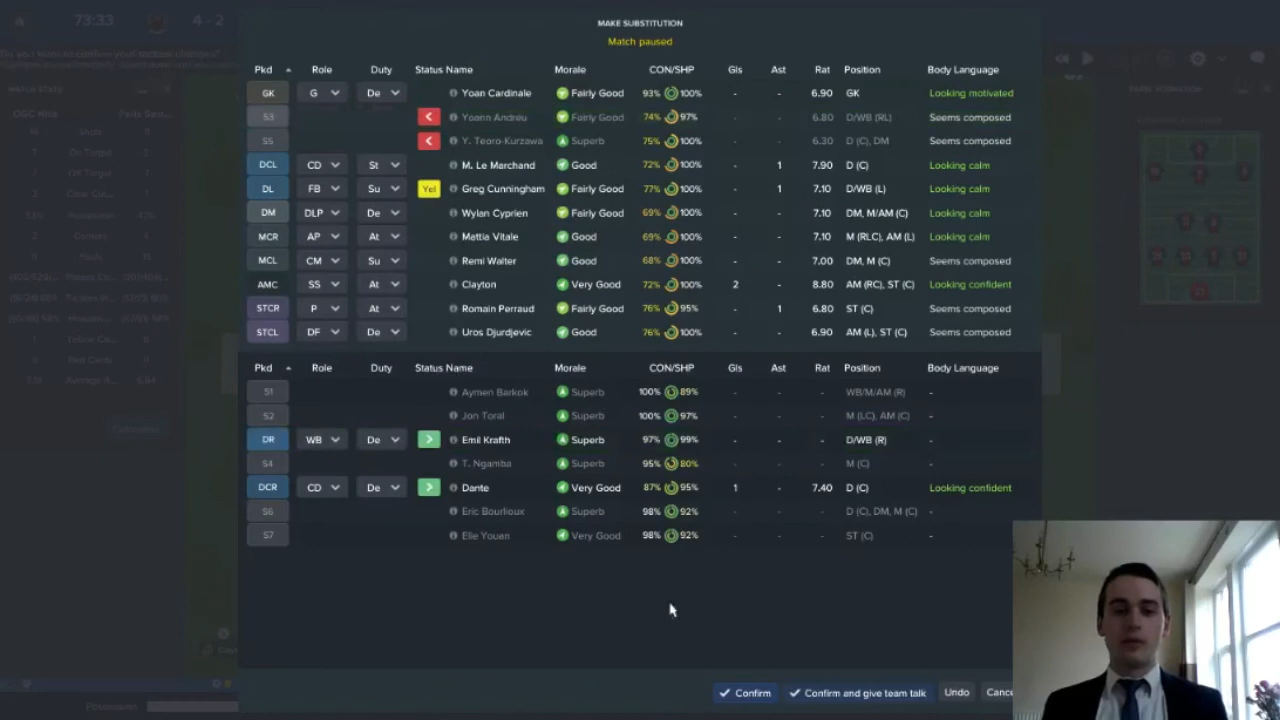 73:33 4 - 2
MAKE SUBSTITUTION
Match paused
Pkd Role Duty Status Name Morale CON/SHP Gls Ast Rat Position Body Language
GK G De Yoan Cardinale Fairly Good 93% 100% - - 6.90 GK Looking motivated
S3 Yoann Andreu Fairly Good 74% 97% - - 6.80 D/WB (RL) Seems composed
S5 Y. Teoro-Kurzawa Superb 75% 100% - - 6.30 D (C), DM Seems composed
DCL CD St M. Le Marchand Good 72% 100% - 1 7.90 D (C) Looking calm
DL FB Su Yel Greg Cunningham Fairly Good 77% 100% - 1 7.10 D/WB (L) Looking calm
DM DLP De Wylan Cyprien Fairly Good 69% 100% - - 7.10 DM, M/AM (C) Looking calm
MCR AP At Mattia Vitale Good 69% 100% - - 7.10 M (RLC), AM (L) Looking calm
MCL CM Su Remi Walter Good 68% 100% - - 7.00 DM, M (C) Seems composed
AMC SS At Clayton Very Good 72% 100% 2 - 8.80 AM (RC), ST (C) Looking confident
STCR P At Romain Perraud Fairly Good 76% 95% - 1 6.80 ST (C) Seems composed
STCL DF De Uros Djurdjevic Good 76% 100% - - 6.90 AM (L), ST (C) Seems composed
Pkd Role Duty Status Name Morale CON/SHP Gls Ast Rat Position Body Language
S1 Aymen Barkok Superb 100% 89% - - - WB/M/AM (R) -
S2 Jon Toral Superb 100% 97% - - - M (LC), AM (C) -
DR WB De Emil Krafth Superb 97% 99% - - - D/WB (R) -
S4 T. Ngamba Superb 95% 80% - - - M (C) -
DCR CD De Dante Very Good 87% 95% 1 - 7.40 D (C) Looking confident
S6 Eric Bourlioux Superb 98% 92% - - - D (C), DM, M (C) -
S7 Elie Youan Very Good 98% 92% - - - ST (C) -
Confirm Confirm and give team talk Undo Cance
Possession